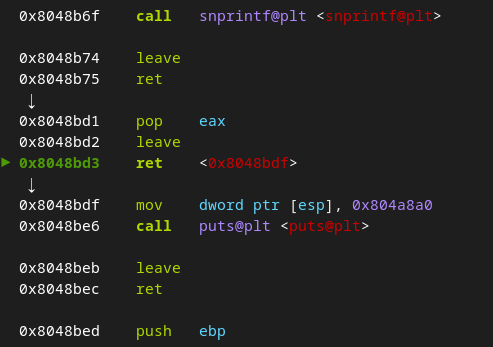 0x8048b6f call snprintf@plt <snprintf@plt>
0x8048b74 leave
0x8048b75 ret
↓
0x8048bd1 pop eax
0x8048bd2 leave
► 0x8048bd3 ret <0x8048bdf>
↓
0x8048bdf mov dword ptr [esp], 0x804a8a0
0x8048be6 call puts@plt <puts@plt>
0x8048beb leave
0x8048bec ret
0x8048bed push ebp